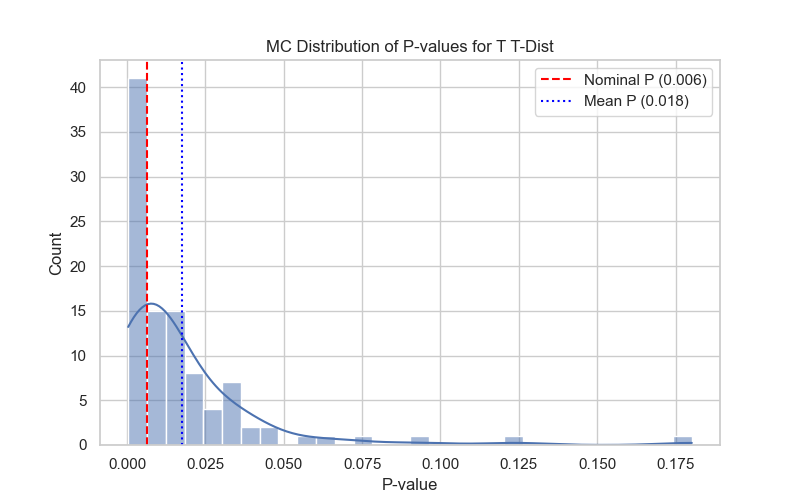 MC Distribution of P-values for T T-Dist
Nominal P (0.006)
Mean P (0.018)
Count
40
35
30
25
20
15
10
5
0
0.000 0.025 0.050 0.075 0.100 0.125 0.150 0.175
P-value